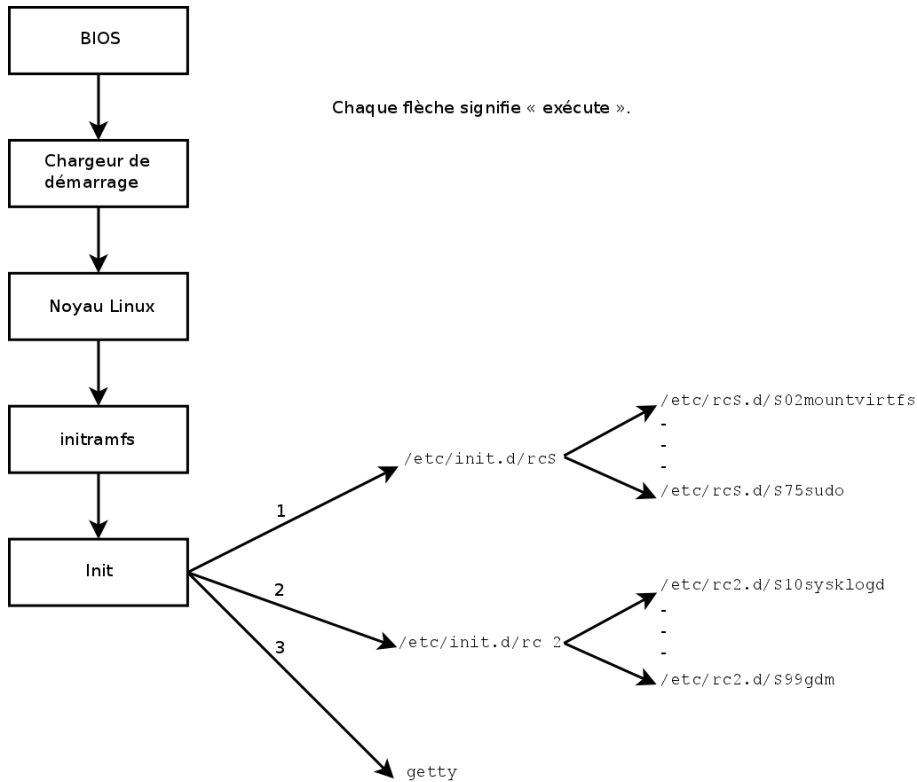 BIOS
Chaque flèche signifie « exécute ».
Chargeur de
démarrage
Noyau Linux
initramfs
Init
1
/etc/init.d/rcS
/etc/rcS.d/S02mountvirtfs
-
-
-
/etc/rcS.d/S75sudo
2
/etc/init.d/rc 2
/etc/rc2.d/S10sysklogd
-
-
-
/etc/rc2.d/S99gdm
3
getty